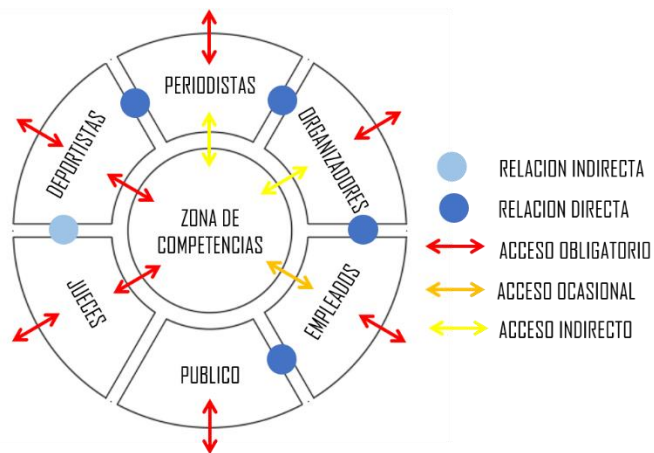 PERIODISTAS
DEPORTISTAS
ORGANIZADORES
ZONA DE
COMPETENCIAS
JUECES
EMPLEADOS
PUBLICO
RELACION INDIRECTA
RELACION DIRECTA
ACCESO OBLIGATORIO
ACCESO OCASIONAL
ACCESO INDIRECTO